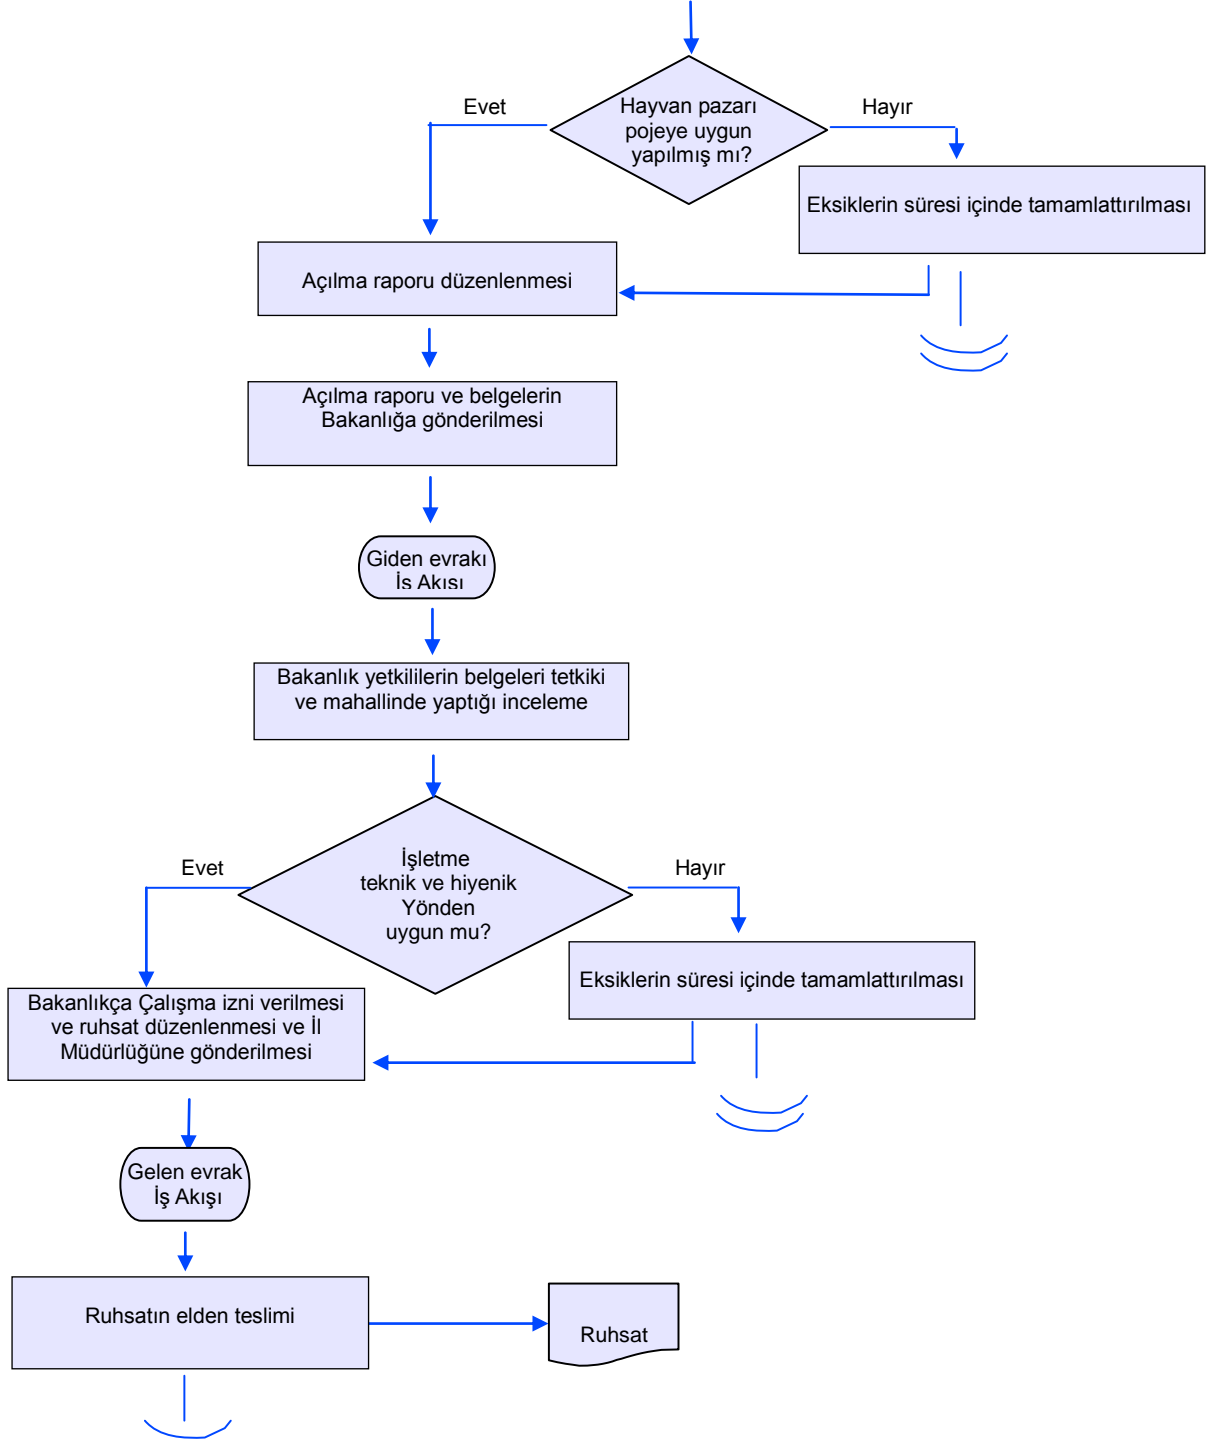 Hayvan pazarı
pojeye uygun
yapılmış mı?
Evet
Hayır
Eksiklerin süresi içinde tamamlattırılması
Açılma raporu düzenlenmesi
Açılma raporu ve belgelerin
Bakanlığa gönderilmesi
Giden evrakı
İş Akışı
Bakanlık yetkililerin belgeleri tetkiki
ve mahallinde yaptığı inceleme
İşletme
teknik ve hiyenik
Yönden
uygun mu?
Evet
Hayır
Eksiklerin süresi içinde tamamlattırılması
Bakanlıkça Çalışma izni verilmesi
ve ruhsat düzenlenmesi ve İl
Müdürlüğüne gönderilmesi
Gelen evrak
İş Akışı
Ruhsatın elden teslimi
Ruhsat